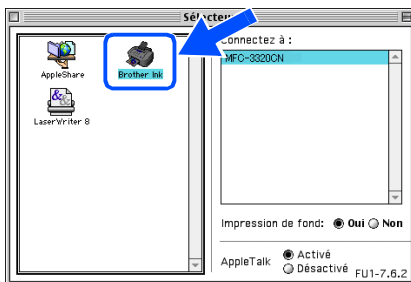 Sélecteur
Connectez à :
AppleShare
Brother Ink
MFC-3320CN
LaserWriter 8
Impression de fond: Oui Non
AppleTalk Activé
Désactivé
FU1-7.6.2